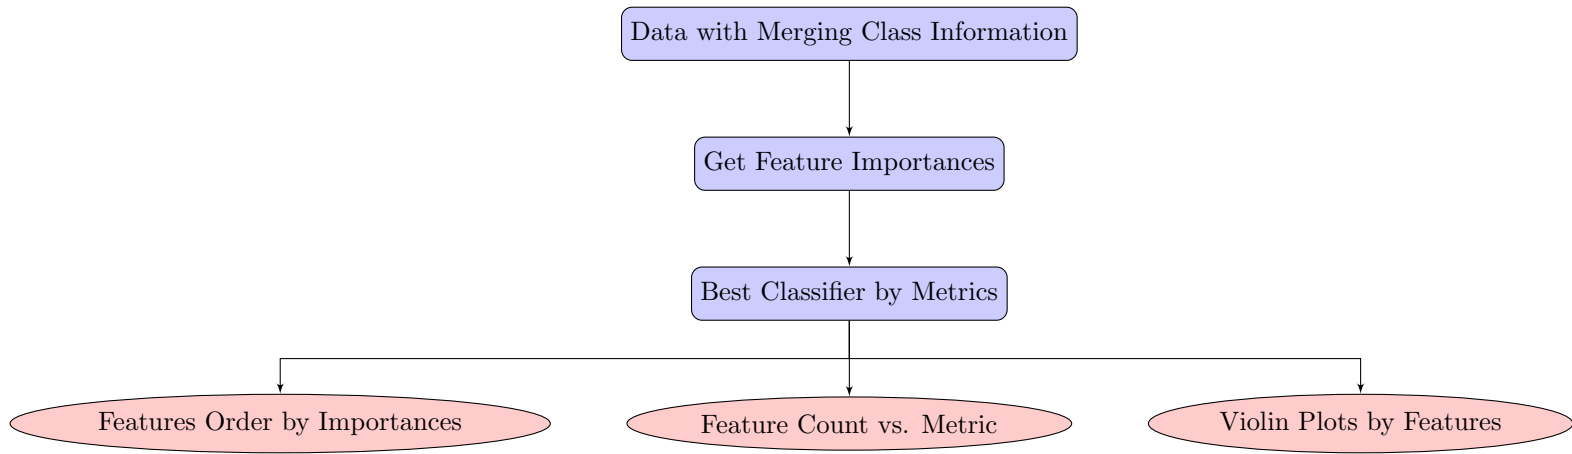 Data with Merging Class Information
Get Feature Importances
Best Classifier by Metrics
Features Order by Importances
Feature Count vs. Metric
Violin Plots by Features